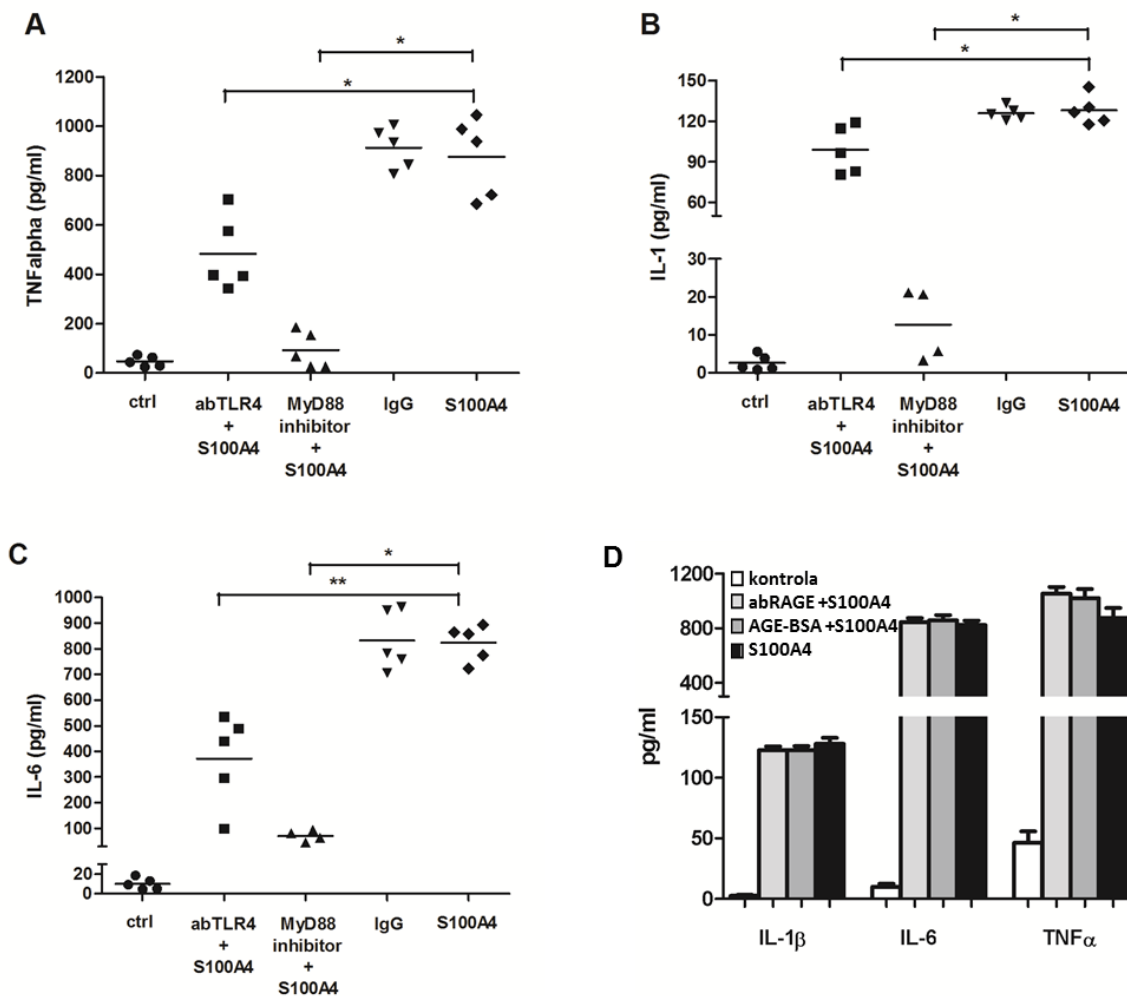 A
*
*
TNFalpha (pg/ml)
1200
1000
800
600
400
200
0
ctrl
abTLR4
+
S100A4
MyD88
inhibitor
+
S100A4
IgG
S100A4
B
*
*
IL-1 (pg/ml)
150
120
90
60
30
20
10
0
ctrl
abTLR4
+
S100A4
MyD88
inhibitor
+
S100A4
IgG
S100A4
C
*
**
IL-6 (pg/ml)
1000
900
800
700
600
500
400
300
200
100
20
0
ctrl
abTLR4
+
S100A4
MyD88
inhibitor
+
S100A4
IgG
S100A4
D
kontrola
abRAGE +S100A4
AGE-BSA +S100A4
S100A4
pg/ml
1200
900
600
300
150
100
50
0
IL-1β
IL-6
TNFα